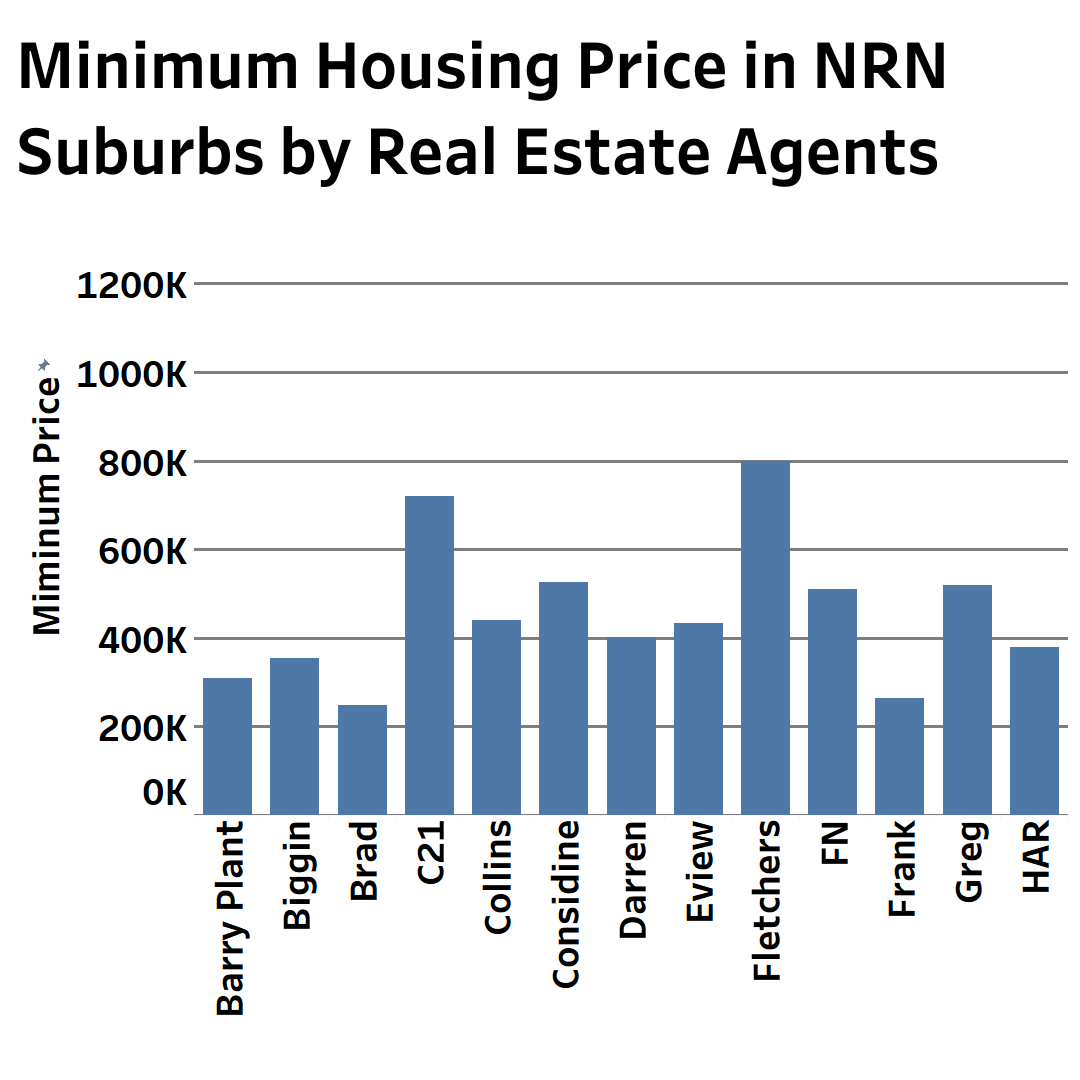 Minimum Housing Price in NRN
Suburbs by Real Estate Agents
1200K
1000K
800K
600K
400K
200K
0K
Miminum Price
Barry Plant
Biggin
Brad
C21
Collins
Considine
Darren
Eview
Fletchers
FN
Frank
Greg
HAR